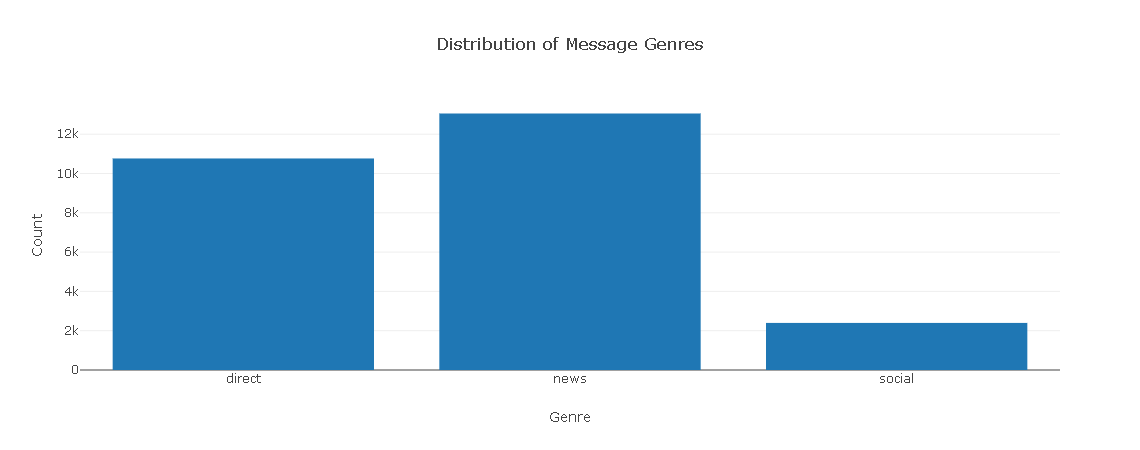 Distribution of Message Genres
12k
10k
8k
6k
4k
2k
0
Count
direct news social
Genre